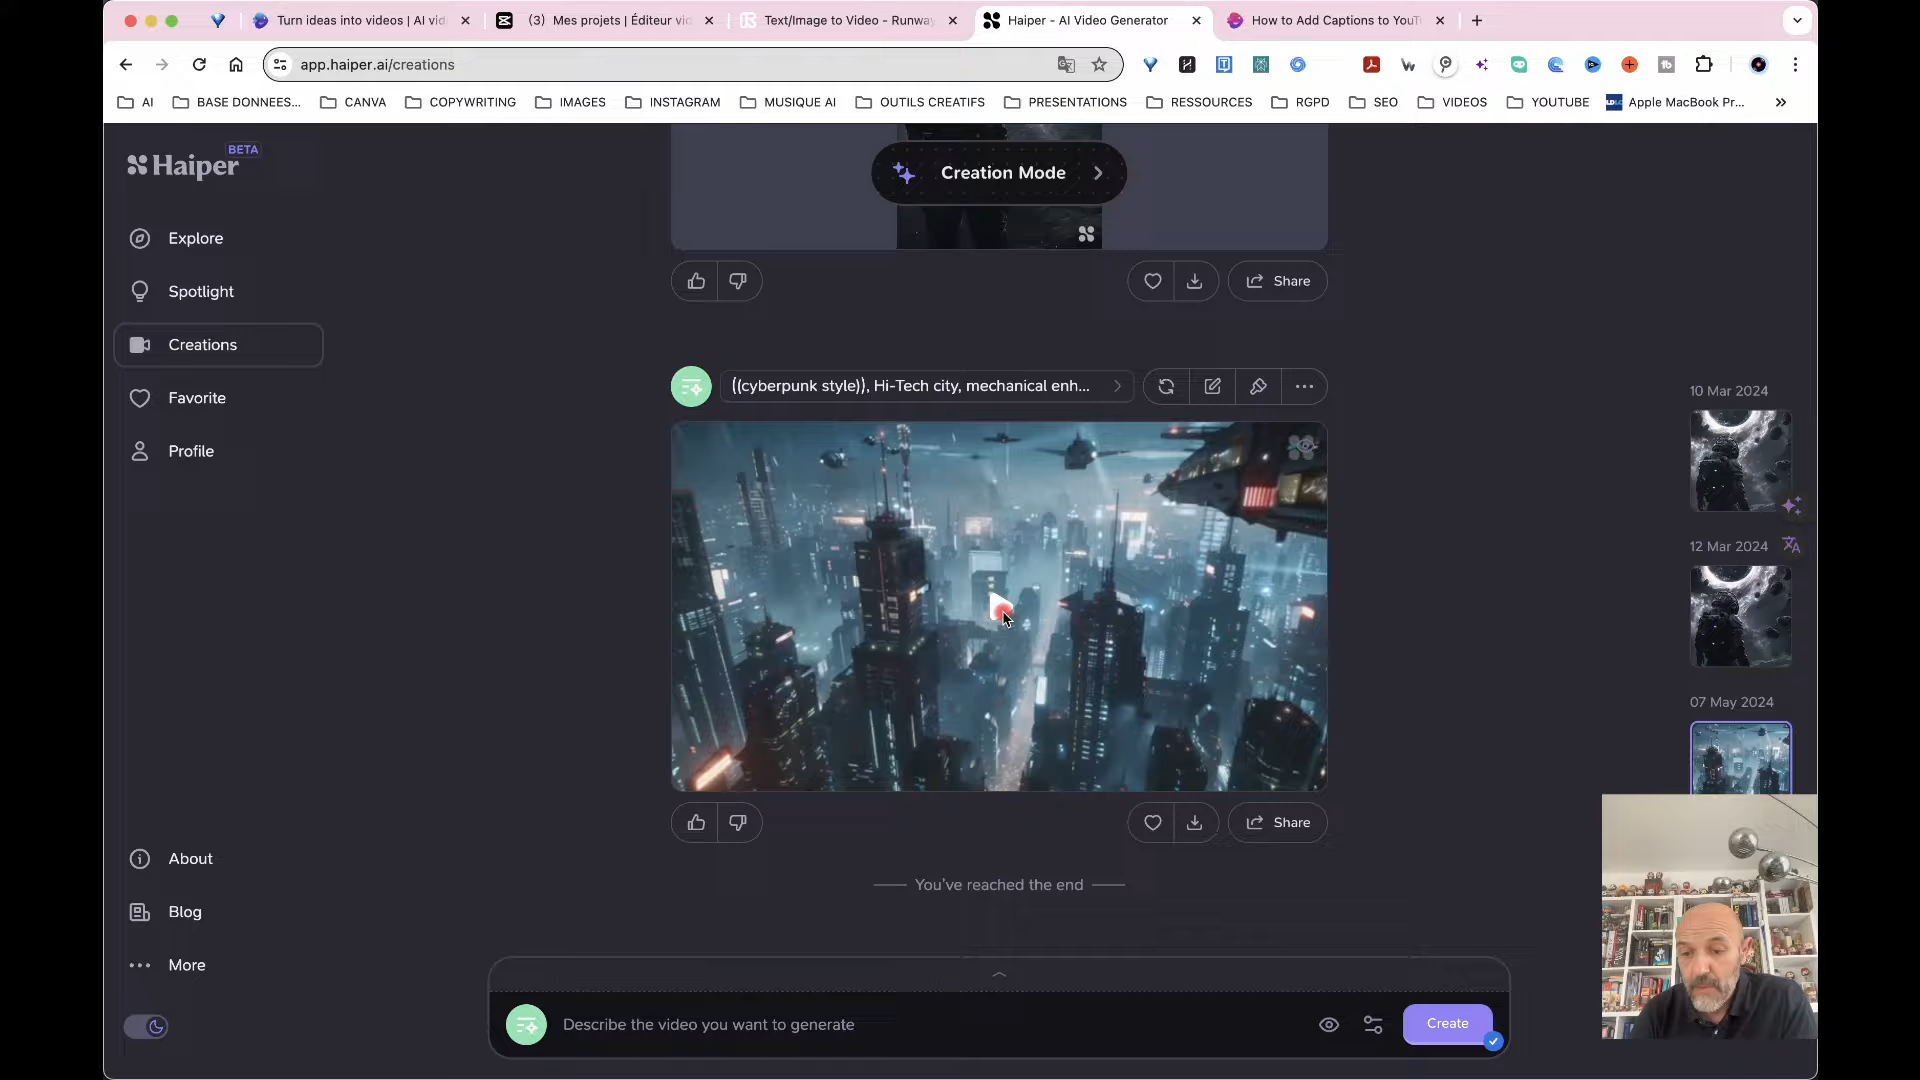 Turn ideas into videos | AI vid
(3) Mes projets | Éditeur vid
Text/Image to Video - Runway
Haiper - AI Video Generator
How to Add Captions to YouT
app.haiper.ai/creations
AI
BASE DONNEES...
CANVA
COPYWRITING
IMAGES
INSTAGRAM
MUSIQUE AI
OUTILS CREATIFS
PRESENTATIONS
RESSOURCES
RGPD
SEO
VIDEOS
YOUTUBE
Apple MacBook Pr...
Haiper
BETA
Explore
Spotlight
Creations
Favorite
Profile
About
Blog
More
Creation Mode
Share
((cyberpunk style)), Hi-Tech city, mechanical enh...
Share
You've reached the end
Describe the video you want to generate
Create
10 Mar 2024
12 Mar 2024
07 May 2024